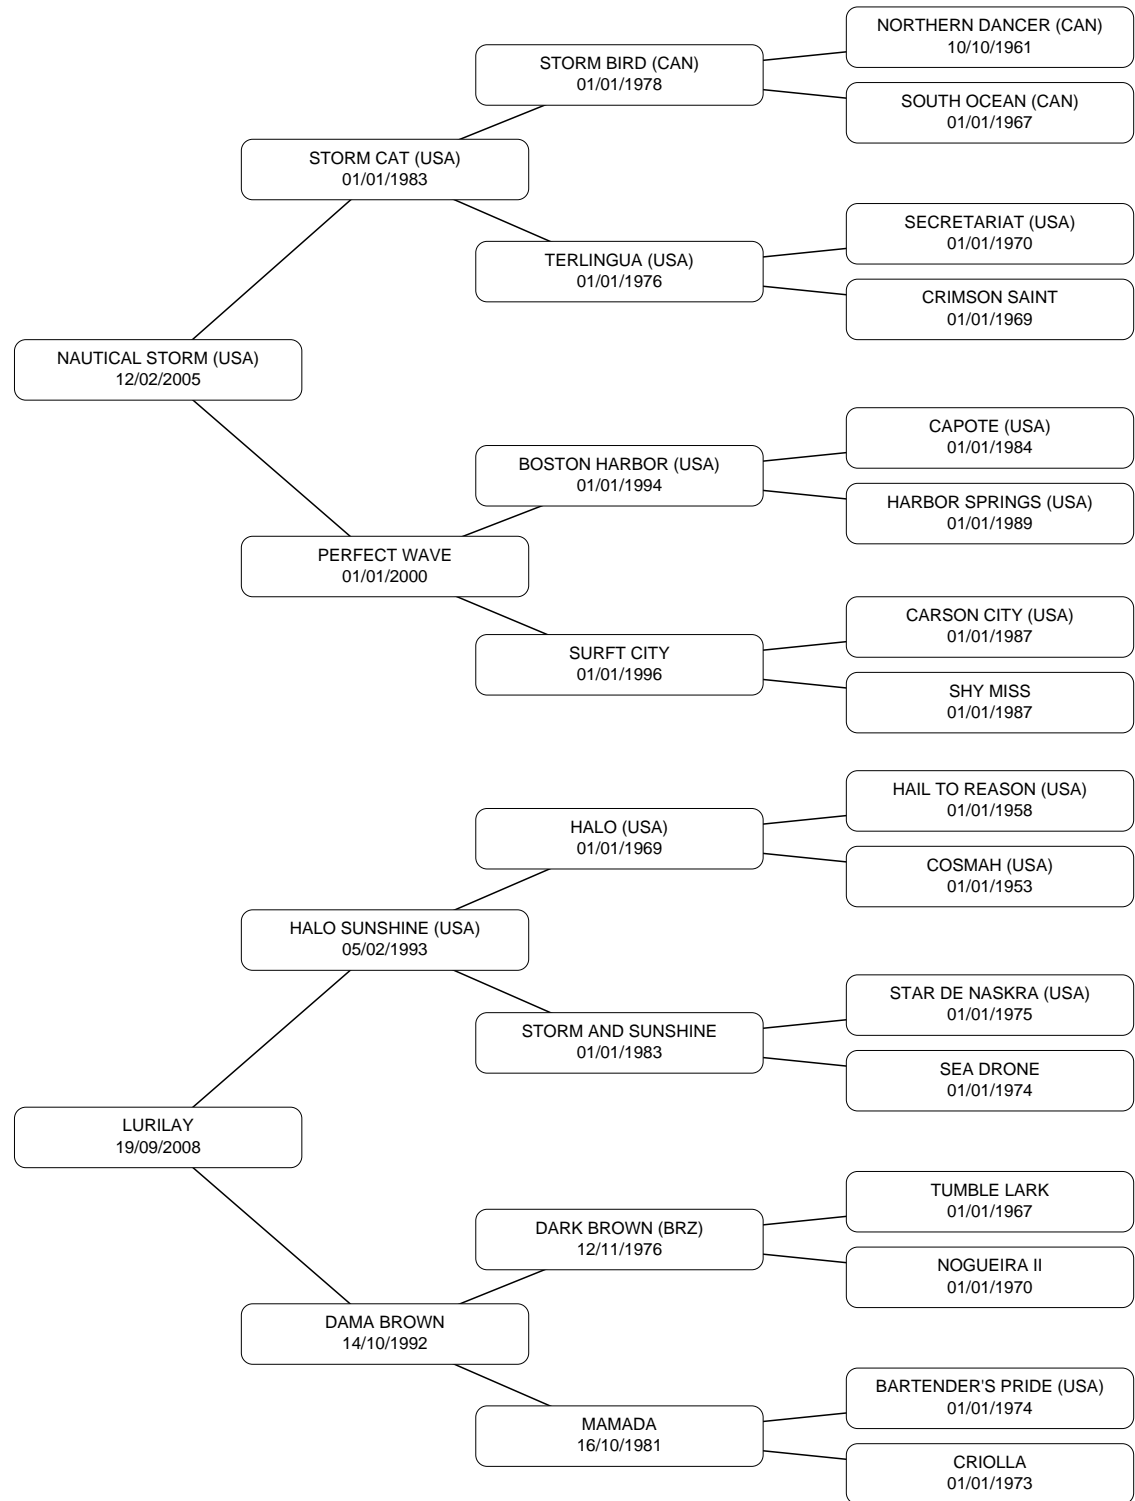 NORTHERN DANCER (CAN)
10/10/1961
STORM BIRD (CAN)
01/01/1978
SOUTH OCEAN (CAN)
01/01/1967
STORM CAT (USA)
01/01/1983
SECRETARIAT (USA)
01/01/1970
TERLINGUA (USA)
01/01/1976
CRIMSON SAINT
01/01/1969
NAUTICAL STORM (USA)
12/02/2005
CAPOTE (USA)
01/01/1984
BOSTON HARBOR (USA)
01/01/1994
HARBOR SPRINGS (USA)
01/01/1989
PERFECT WAVE
01/01/2000
CARSON CITY (USA)
01/01/1987
SURFT CITY
01/01/1996
SHY MISS
01/01/1987
HAIL TO REASON (USA)
01/01/1958
HALO (USA)
01/01/1969
COSMAH (USA)
01/01/1953
HALO SUNSHINE (USA)
05/02/1993
STAR DE NASKRA (USA)
01/01/1975
STORM AND SUNSHINE
01/01/1983
SEA DRONE
01/01/1974
LURILAY
19/09/2008
TUMBLE LARK
01/01/1967
DARK BROWN (BRZ)
12/11/1976
NOGUEIRA II
01/01/1970
DAMA BROWN
14/10/1992
BARTENDER'S PRIDE (USA)
01/01/1974
MAMADA
16/10/1981
CRIOLLA
01/01/1973